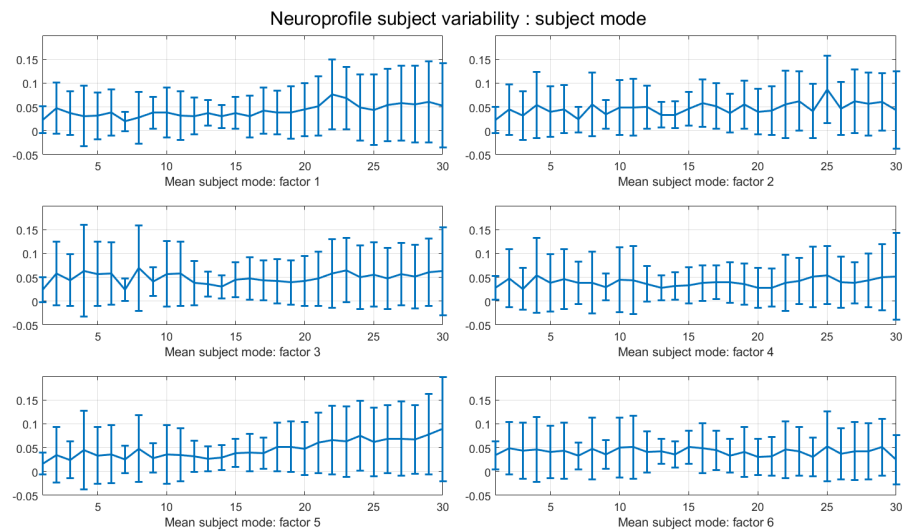 Neuroprofile subject variability : subject mode
0.15
0.1
0.05
0
-0.05
5 10 15 20 25 30
Mean subject mode: factor 1
0.15
0.1
0.05
0
-0.05
5 10 15 20 25 30
Mean subject mode: factor 2
0.15
0.1
0.05
0
-0.05
5 10 15 20 25 30
Mean subject mode: factor 3
0.15
0.1
0.05
0
-0.05
5 10 15 20 25 30
Mean subject mode: factor 4
0.15
0.1
0.05
0
-0.05
5 10 15 20 25 30
Mean subject mode: factor 5
0.15
0.1
0.05
0
-0.05
5 10 15 20 25 30
Mean subject mode: factor 6